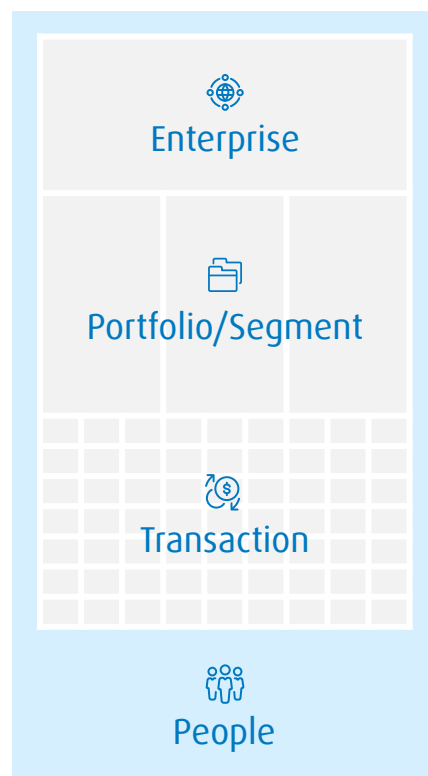 Enterprise
Portfolio/Segment
$
Transaction
People